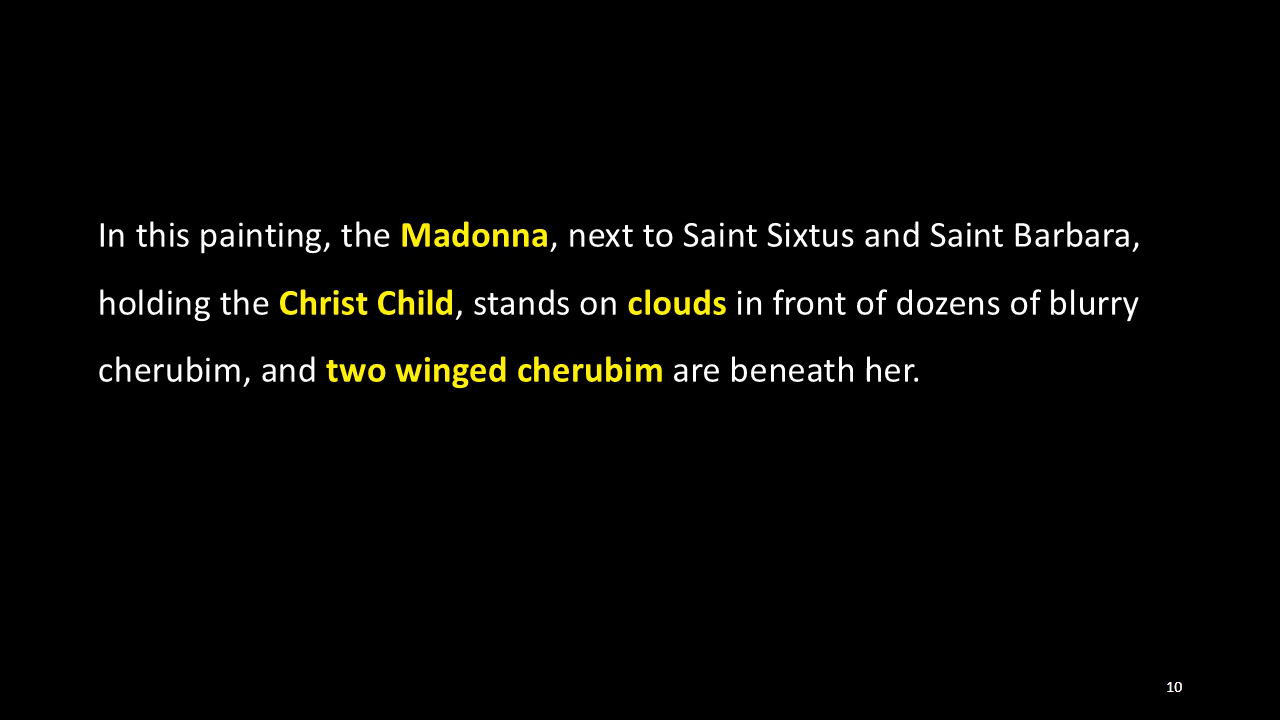 In this painting, the Madonna, next to Saint Sixtus and Saint Barbara,
holding the Christ Child, stands on clouds in front of dozens of blurry
cherubim, and two winged cherubim are beneath her.
10